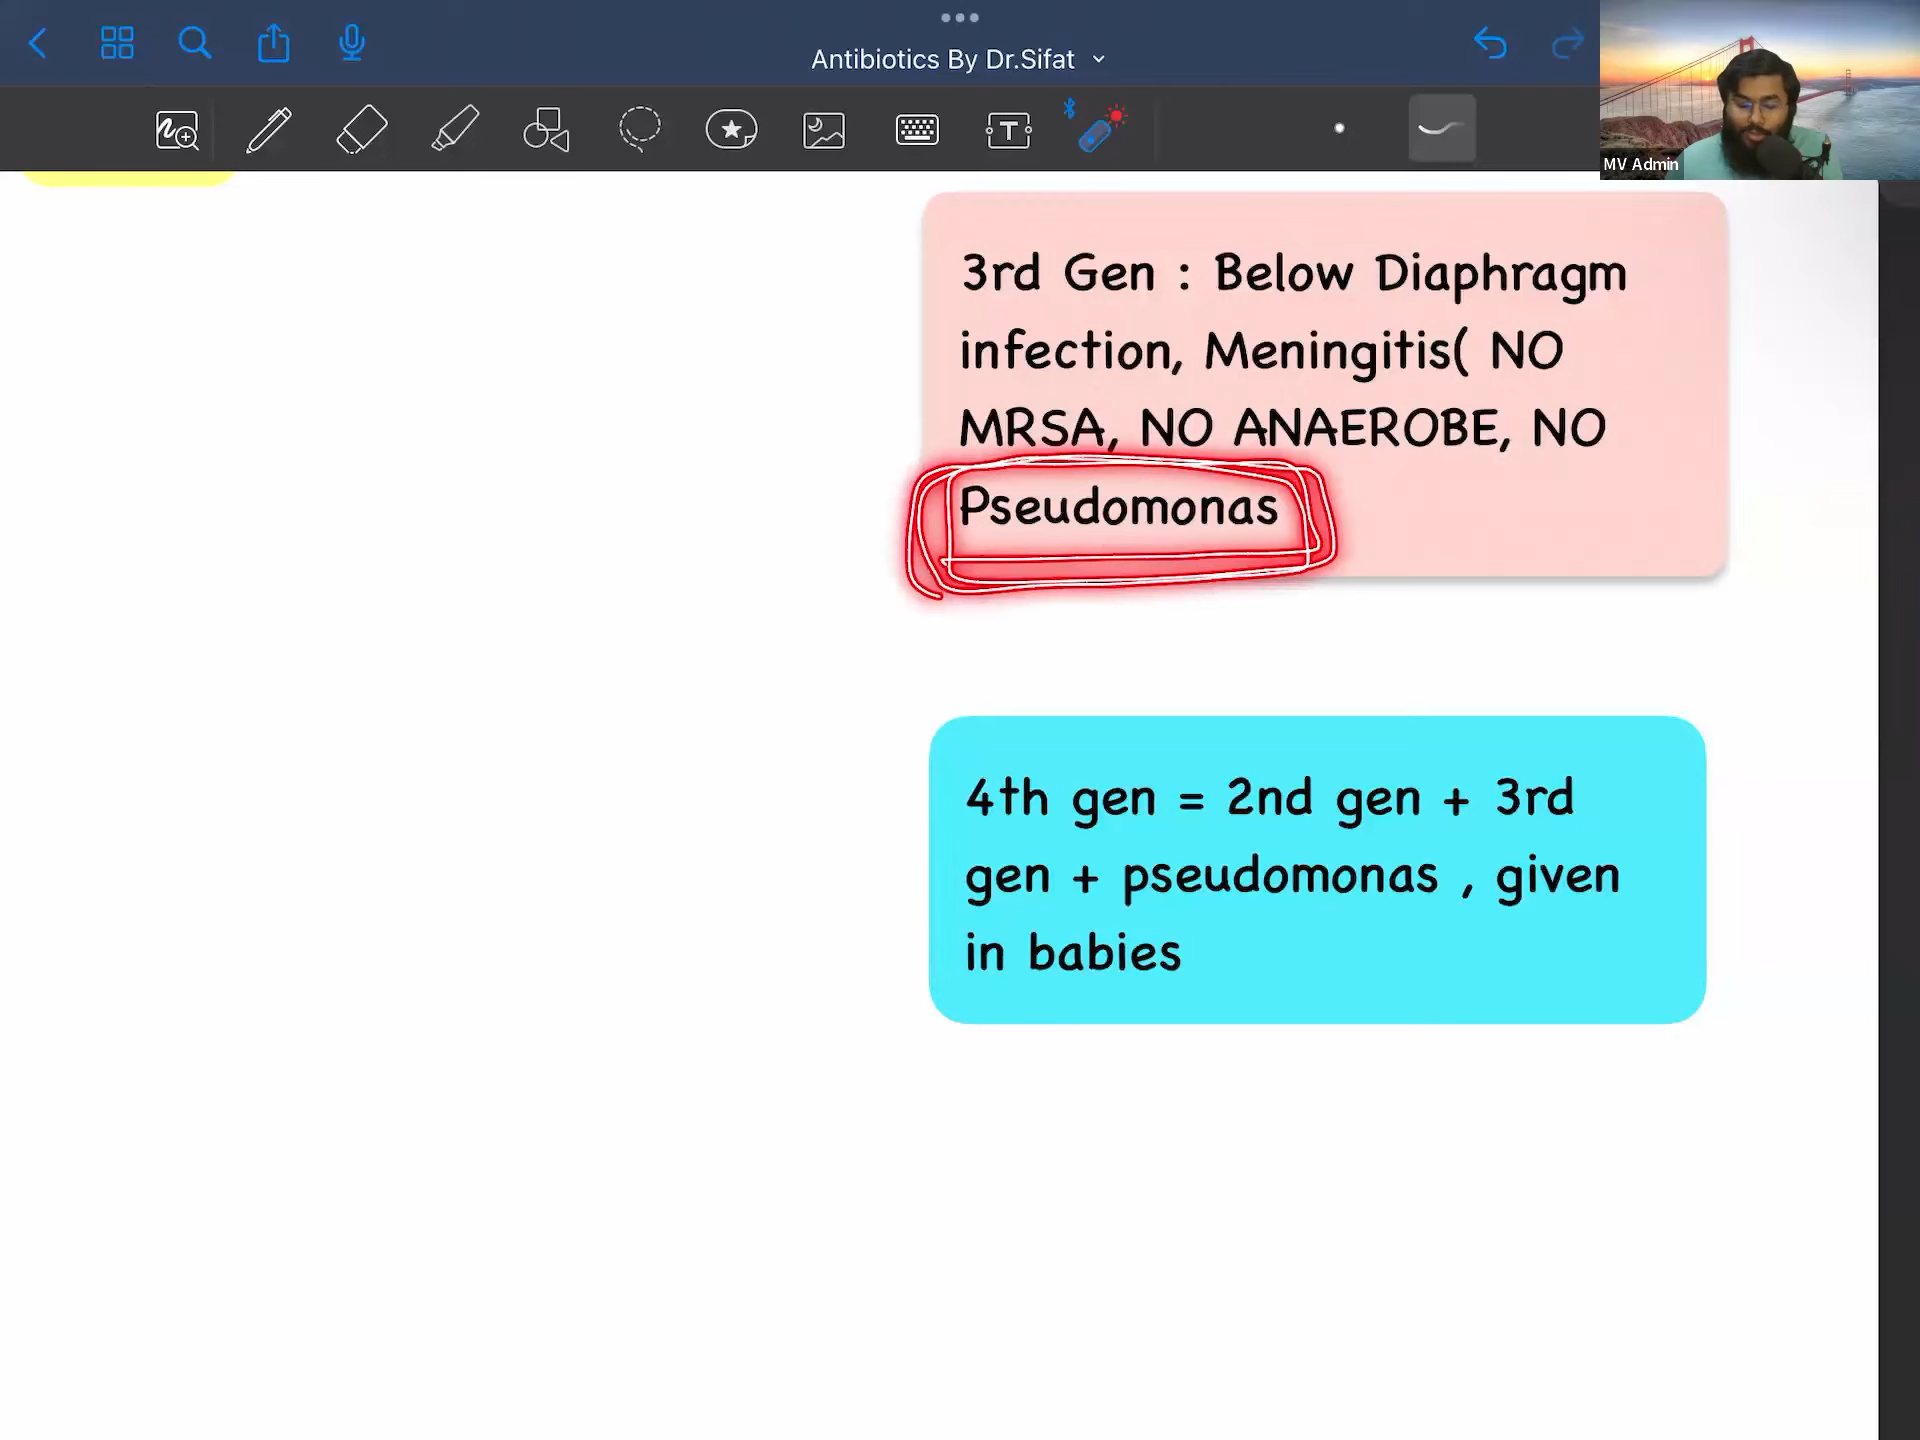 Antibiotics By Dr.Sifat
MV Admin
3rd Gen : Below Diaphragm
infection, Meningitis( NO
MRSA, NO ANAEROBE, NO
Pseudomonas
4th gen = 2nd gen + 3rd
gen + pseudomonas , given
in babies